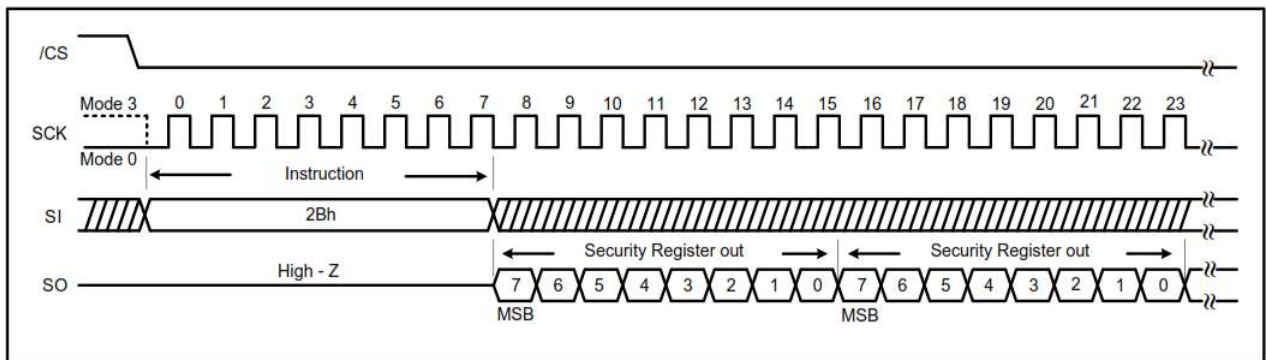 /CS
Mode 3 0 1 2 3 4 5 6 7 8 9 10 11 12 13 14 15 16 17 18 19 20 21 22 23
SCK
Mode 0
Instruction
SI 2Bh
Security Register out Security Register out
High - Z
SO 7 6 5 4 3 2 1 0 7 6 5 4 3 2 1 0
MSB MSB